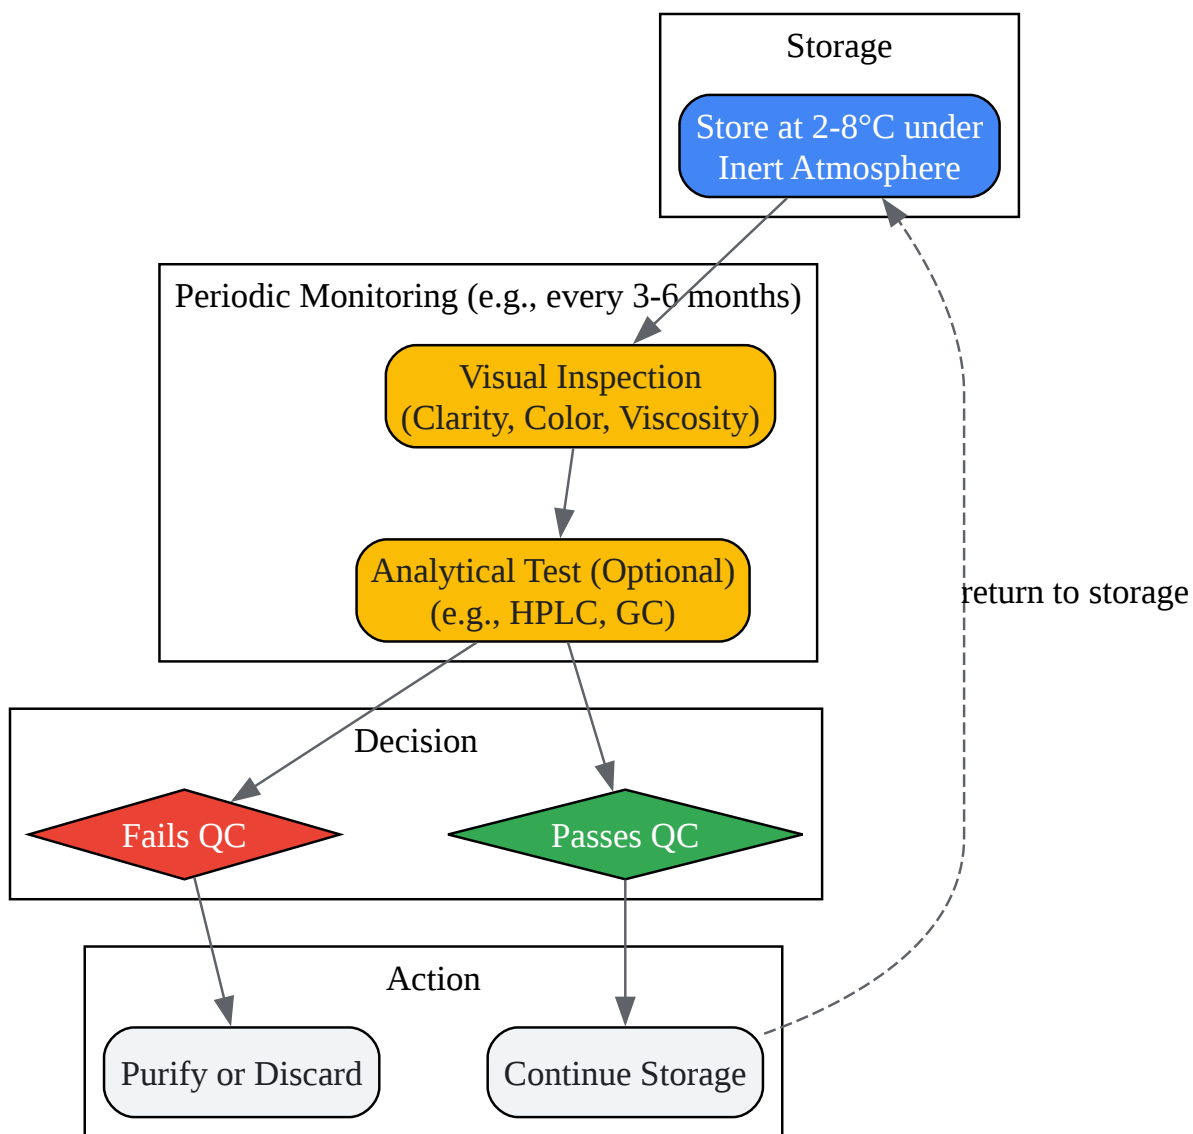 Storage
Store at 2-8°C under
Inert Atmosphere
Periodic Monitoring (e.g., every 3-6 months)
Visual Inspection
(Clarity, Color, Viscosity)
Analytical Test (Optional)
(e.g., HPLC, GC)
return to storage
Decision
Fails QC
Passes QC
Action
Purify or Discard
Continue Storage